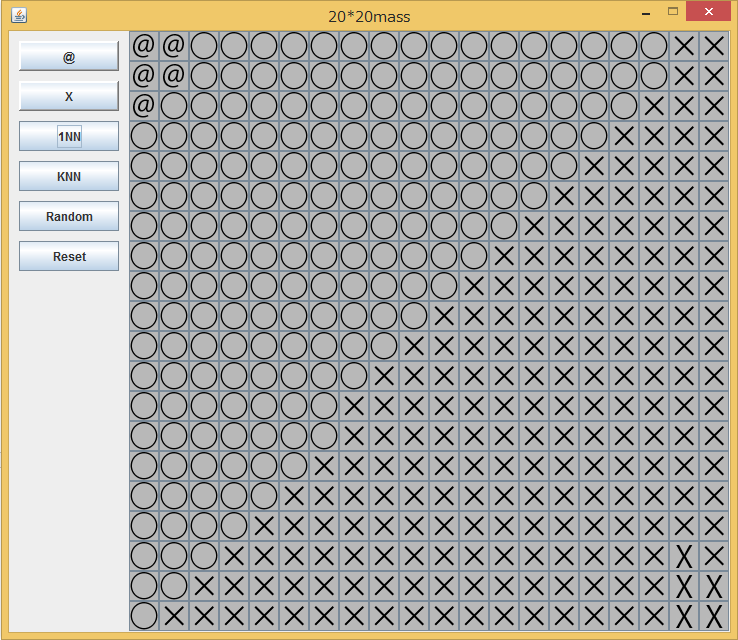 20*20mass
@
X
1NN
KNN
Random
Reset
@ @ ○ ○ ○ ○ ○ ○ ○ ○ ○ ○ ○ ○ ○ ○ ○ ○ × ×
@ @ ○ ○ ○ ○ ○ ○ ○ ○ ○ ○ ○ ○ ○ ○ ○ ○ × ×
@ ○ ○ ○ ○ ○ ○ ○ ○ ○ ○ ○ ○ ○ ○ ○ ○ × × ×
○ ○ ○ ○ ○ ○ ○ ○ ○ ○ ○ ○ ○ ○ ○ ○ × × × ×
○ ○ ○ ○ ○ ○ ○ ○ ○ ○ ○ ○ ○ ○ ○ × × × × ×
○ ○ ○ ○ ○ ○ ○ ○ ○ ○ ○ ○ ○ ○ × × × × × ×
○ ○ ○ ○ ○ ○ ○ ○ ○ ○ ○ ○ ○ × × × × × × ×
○ ○ ○ ○ ○ ○ ○ ○ ○ ○ ○ ○ × × × × × × × ×
○ ○ ○ ○ ○ ○ ○ ○ ○ ○ ○ × × × × × × × × ×
○ ○ ○ ○ ○ ○ ○ ○ ○ ○ × × × × × × × × × ×
○ ○ ○ ○ ○ ○ ○ ○ ○ × × × × × × × × × × ×
○ ○ ○ ○ ○ ○ ○ ○ × × × × × × × × × × × ×
○ ○ ○ ○ ○ ○ ○ × × × × × × × × × × × × ×
○ ○ ○ ○ ○ ○ ○ × × × × × × × × × × × × ×
○ ○ ○ ○ ○ ○ × × × × × × × × × × × × × ×
○ ○ ○ ○ ○ × × × × × × × × × × × × × × ×
○ ○ ○ ○ × × × × × × × × × × × × × × × ×
○ ○ ○ × × × × × × × × × × × × × × × X ×
○ ○ × × × × × × × × × × × × × × × × X X
○ × × × × × × × × × × × × × × × × × X X